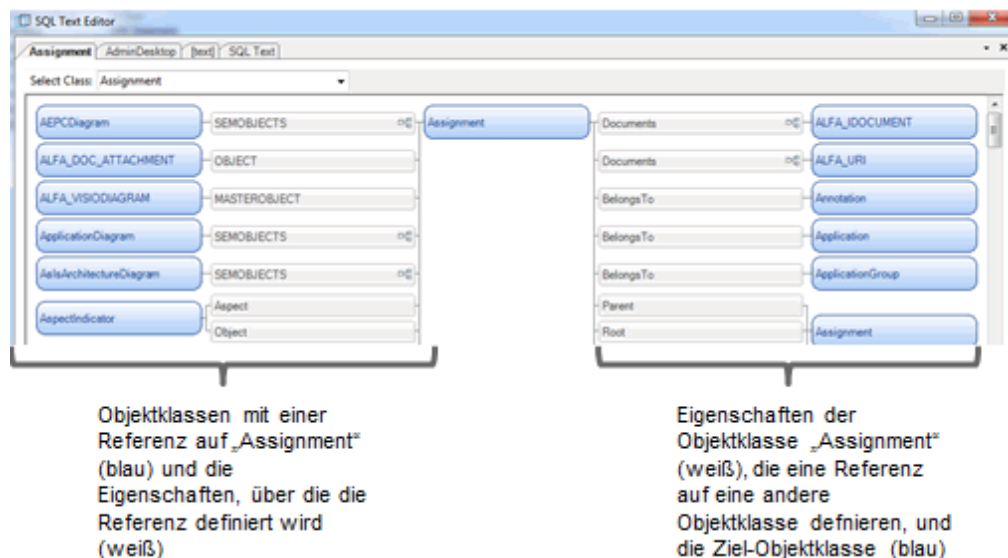 SQL Text Editor
Assignment AdminDesktop [text] SQL Text
Select Class: Assignment
AEPCDiagram SEMOBJECTS Assignment Documents ALFA_IDOCUMENT
ALFA_DOC_ATTACHMENT OBJECT Documents ALFA_URI
ALFA_VISIODIAGRAM MASTEROBJECT BelongsTo Annotation
ApplicationDiagram SEMOBJECTS BelongsTo Application
AsIsArchitectureDiagram SEMOBJECTS BelongsTo ApplicationGroup
AspectIndicator Aspect Parent Assignment
Object Root
Objektklassen mit einer
Referenz auf „Assignment“
(blau) und die
Eigenschaften, über die die
Referenz definiert wird
(weiß)
Eigenschaften der
Objektklasse „Assignment“
(weiß), die eine Referenz
auf eine andere
Objektklasse defnieren, und
die Ziel-Objektklasse (blau)